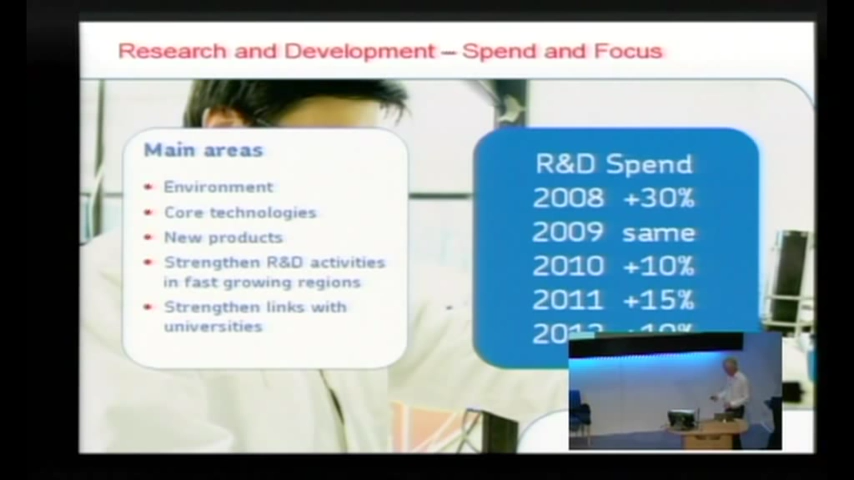 Research and Development – Spend and Focus
Main areas
• Environment
• Core technologies
• New products
• Strengthen R&D activities
in fast growing regions
• Strengthen links with
universities
R&D Spend
2008 +30%
2009 same
2010 +10%
2011 +15%